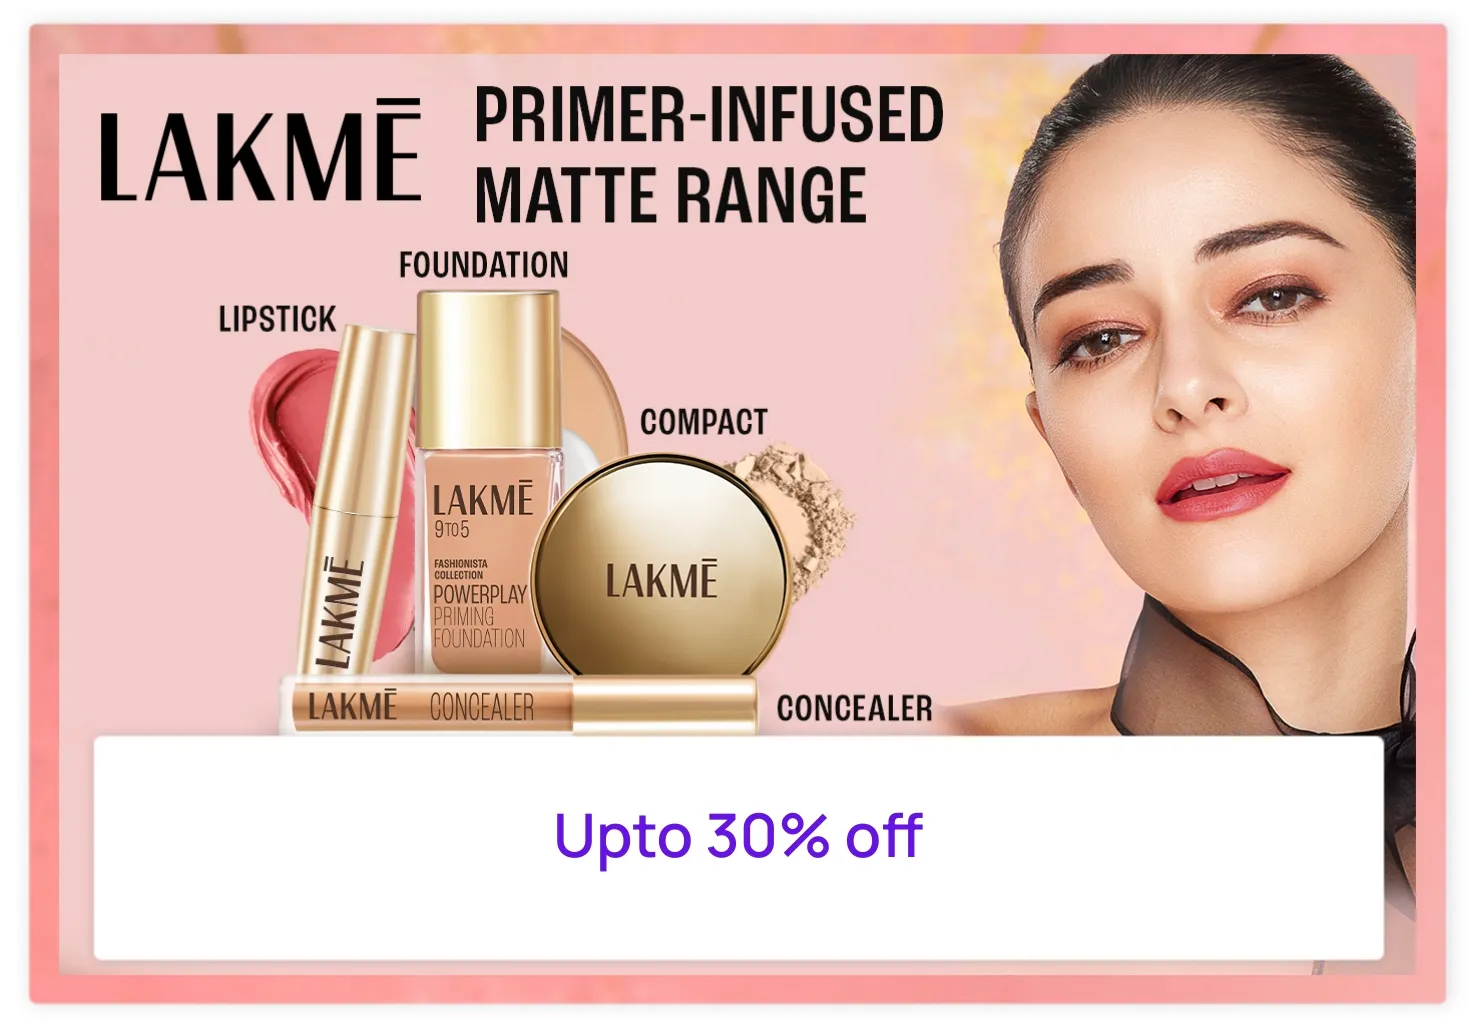 LAKMĒ
PRIMER-INFUSED
MATTE RANGE
FOUNDATION
LIPSTICK
COMPACT
LAKMĒ
9TO5
FASHIONISTA
COLLECTION
POWERPLAY
PRIMING
FOUNDATION
LAKMĒ
LAKMĒ
LAKMĒ CONCEALER
CONCEALER
Upto 30% off